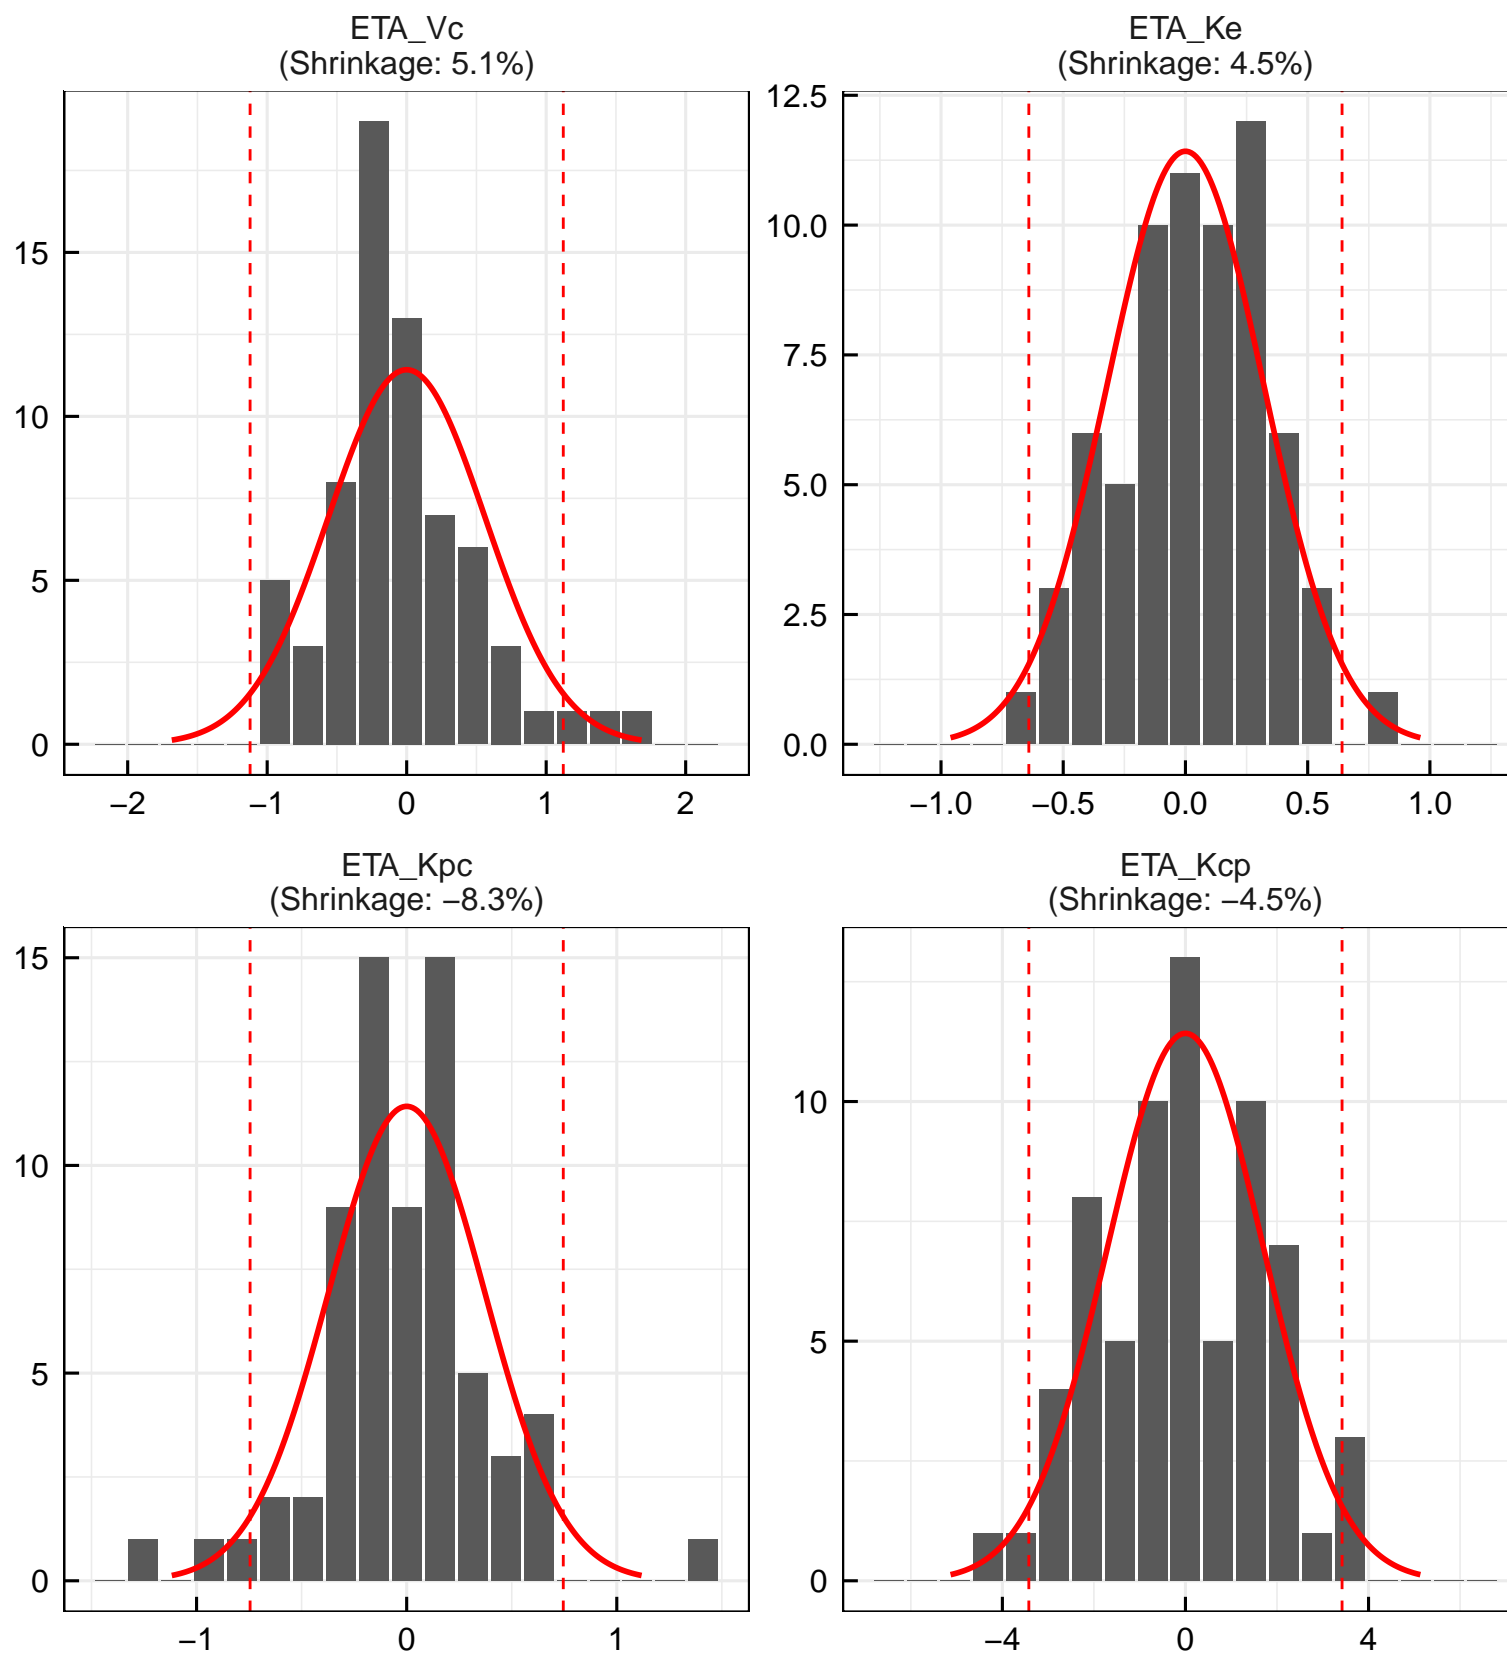 ETA_Vc
(Shrinkage: 5.1%)
15
10
5
0
−2 −1 0 1 2
ETA_Ke
(Shrinkage: 4.5%)
12.5
10.0
7.5
5.0
2.5
0.0
−1.0 −0.5 0.0 0.5 1.0
ETA_Kpc
(Shrinkage: −8.3%)
15
10
5
0
−1 0 1
ETA_Kcp
(Shrinkage: −4.5%)
10
5
0
−4 0 4